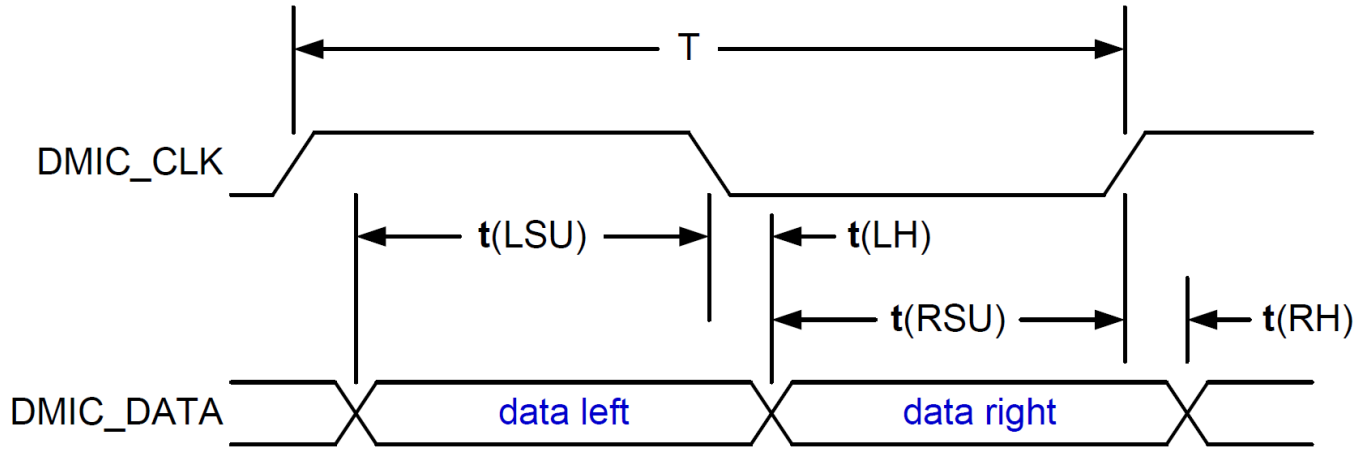 T
DMIC_CLK
t(LSU)
t(LH)
t(RSU)
t(RH)
DMIC_DATA
data left
data right